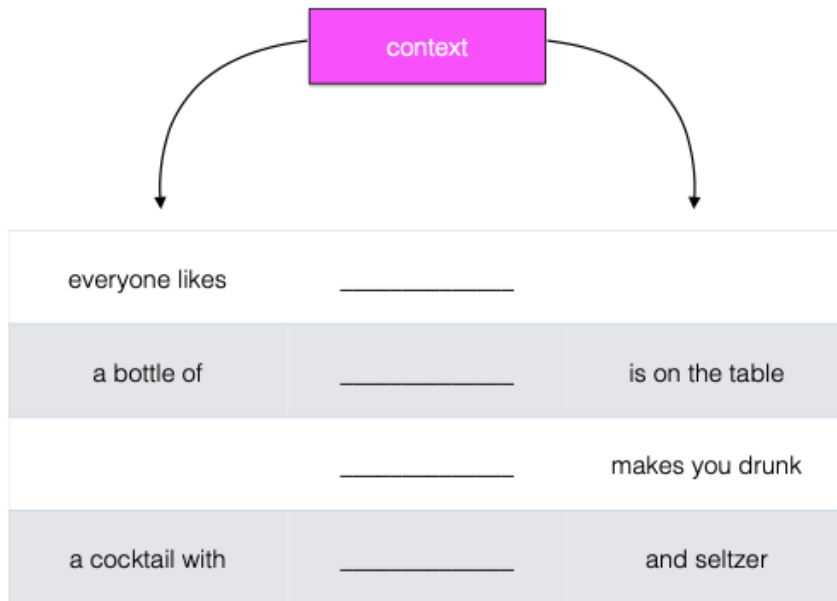 context
everyone likes ______________
a bottle of ______________ is on the table
______________ makes you drunk
a cocktail with ______________ and seltzer